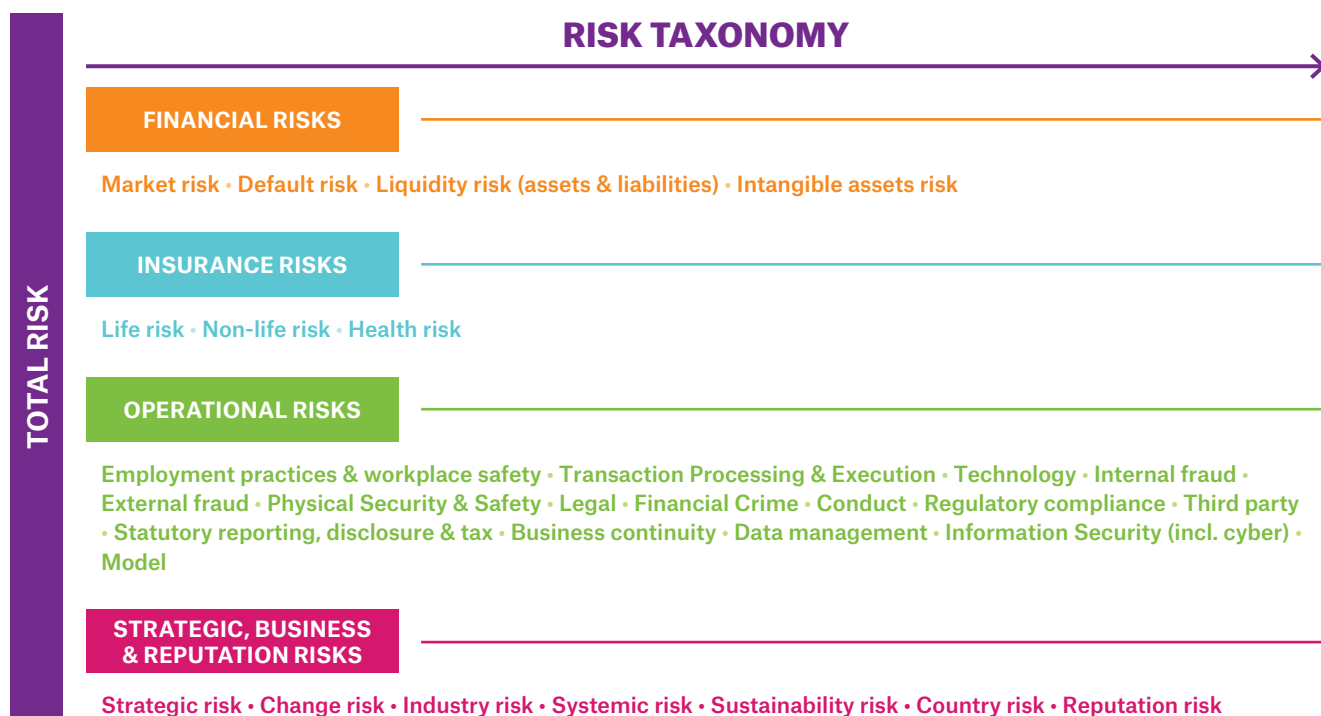 RISK TAXONOMY
TOTAL RISK
FINANCIAL RISKS
Market risk • Default risk • Liquidity risk (assets & liabilities) • Intangible assets risk
INSURANCE RISKS
Life risk • Non-life risk • Health risk
OPERATIONAL RISKS
Employment practices & workplace safety • Transaction Processing & Execution • Technology • Internal fraud •
External fraud • Physical Security & Safety • Legal • Financial Crime • Conduct • Regulatory compliance • Third party
• Statutory reporting, disclosure & tax • Business continuity • Data management • Information Security (incl. cyber) •
Model
STRATEGIC, BUSINESS
& REPUTATION RISKS
Strategic risk • Change risk • Industry risk • Systemic risk • Sustainability risk • Country risk • Reputation risk